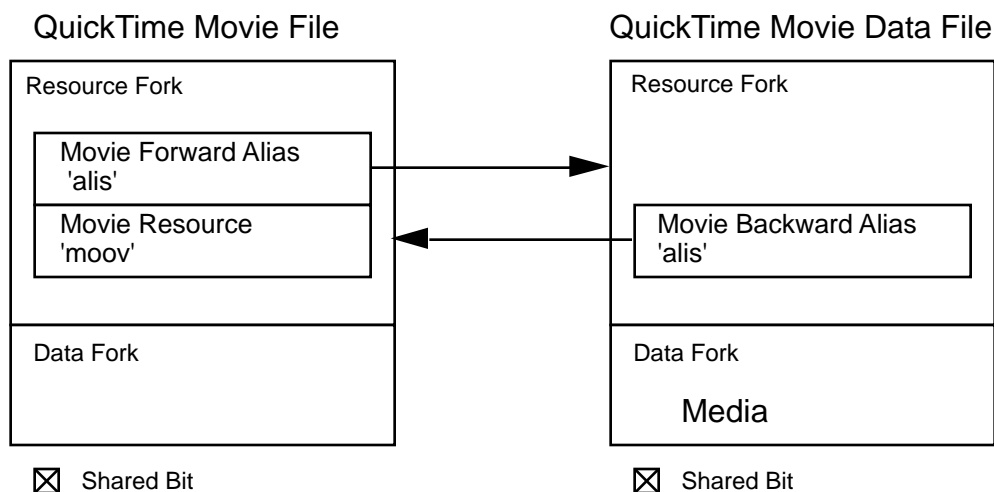 QuickTime Movie File
Resource Fork
Movie Forward Alias
'alis'
Movie Resource
'moov'
Data Fork
Shared Bit
QuickTime Movie Data File
Resource Fork
Movie Backward Alias
'alis'
Data Fork
Media
Shared Bit